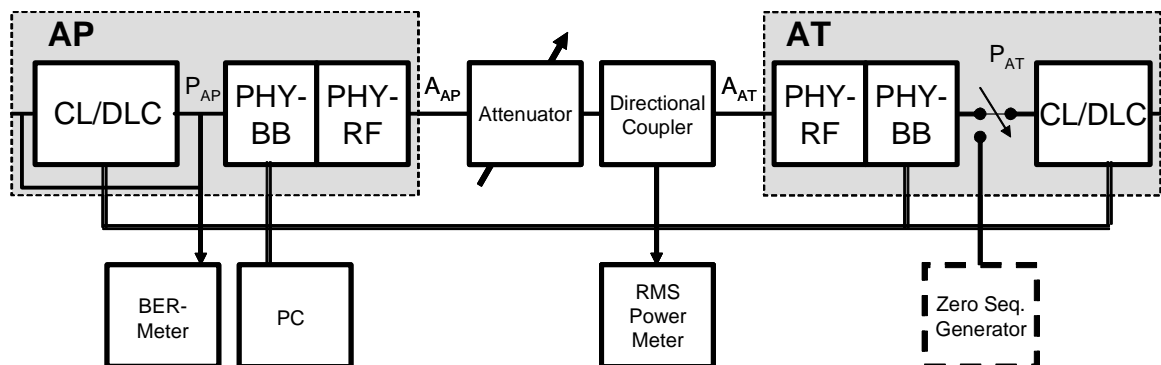 AP
AT
CL/DLC
P_AP
PHY-
BB
PHY-
RF
A_AP
Attenuator
Directional
Coupler
A_AT
PHY-
RF
PHY-
BB
P_AT
CL/DLC
BER-
Meter
PC
RMS
Power
Meter
Zero Seq.
Generator